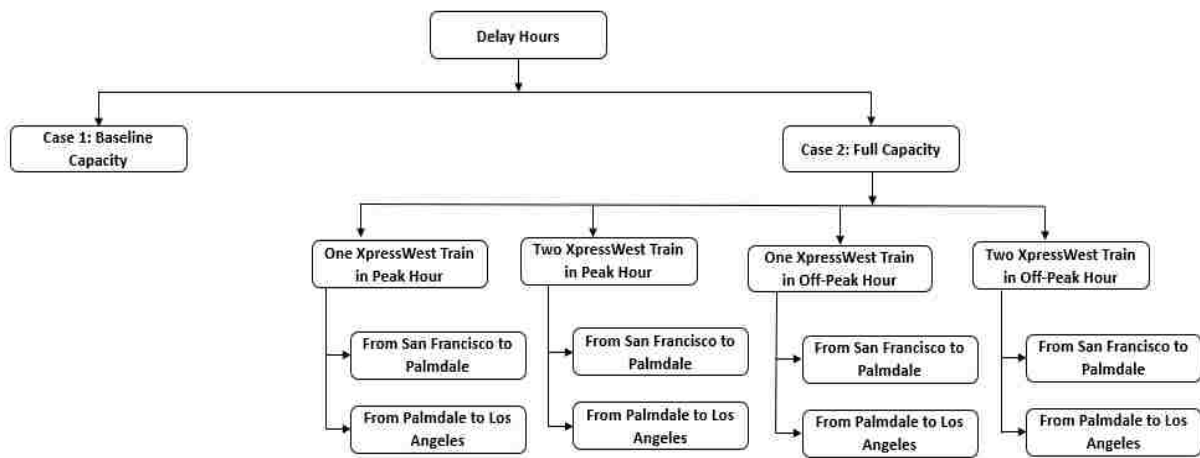 Delay Hours
Case 1: Baseline
Capacity
Case 2: Full Capacity
One XpressWest Train
in Peak Hour
Two XpressWest Train
in Peak Hour
One XpressWest Train
in Off-Peak Hour
Two XpressWest Train
in Off-Peak Hour
From San Francisco to
Palmdale
From San Francisco to
Palmdale
From San Francisco to
Palmdale
From San Francisco to
Palmdale
From Palmdale to Los
Angeles
From Palmdale to Los
Angeles
From Palmdale to Los
Angeles
From Palmdale to Los
Angeles